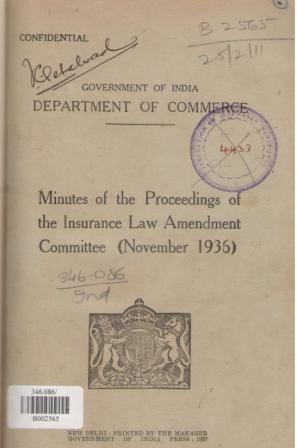 B 2565
CONFIDENTIAL
25/2/11
GOVERNMENT OF INDIA
DEPARTMENT OF COMMERCE
4433
Minutes of the Proceedings of
the Insurance Law Amendment
Committee (November 1936)
346.086
Ind
346.086/
B002565
NEW DELHI: PRINTED BY THE MANAGER
GOVERNMENT OF INDIA PRESS: 1937